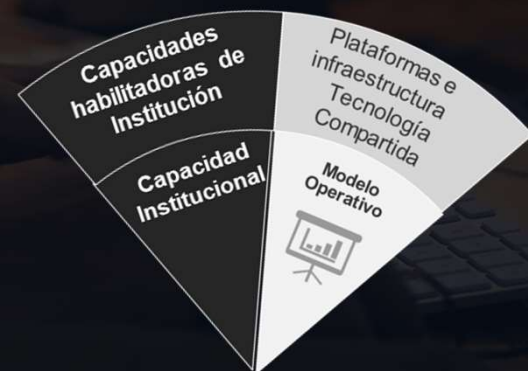 Capacidades
habilitadoras de
Institución
Plataformas e
infraestructura
Tecnología
Compartida
Capacidad
Institucional
Modelo
Operativo